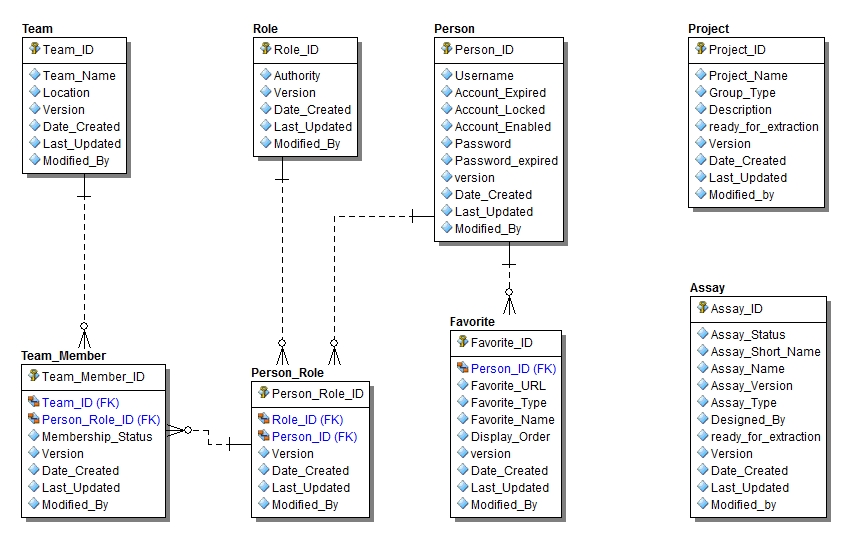 Team
Team_ID
Team_Name
Location
Version
Date_Created
Last_Updated
Modified_By
Role
Role_ID
Authority
Version
Date_Created
Last_Updated
Modified_By
Person
Person_ID
Username
Account_Expired
Account_Locked
Account_Enabled
Password
Password_expired
version
Date_Created
Last_Updated
Modified_By
Project
Project_ID
Project_Name
Group_Type
Description
ready_for_extraction
Version
Date_Created
Last_Updated
Modified_by
Team_Member
Team_Member_ID
Team_ID (FK)
Person_Role_ID (FK)
Membership_Status
Version
Date_Created
Last_Updated
Modified_By
Person_Role
Person_Role_ID
Role_ID (FK)
Person_ID (FK)
Version
Date_Created
Last_Updated
Modified_By
Favorite
Favorite_ID
Person_ID (FK)
Favorite_URL
Favorite_Type
Favorite_Name
Display_Order
version
Date_Created
Last_Updated
Modified_By
Assay
Assay_ID
Assay_Status
Assay_Short_Name
Assay_Name
Assay_Version
Assay_Type
Designed_By
ready_for_extraction
Version
Date_Created
Last_Updated
Modified_by